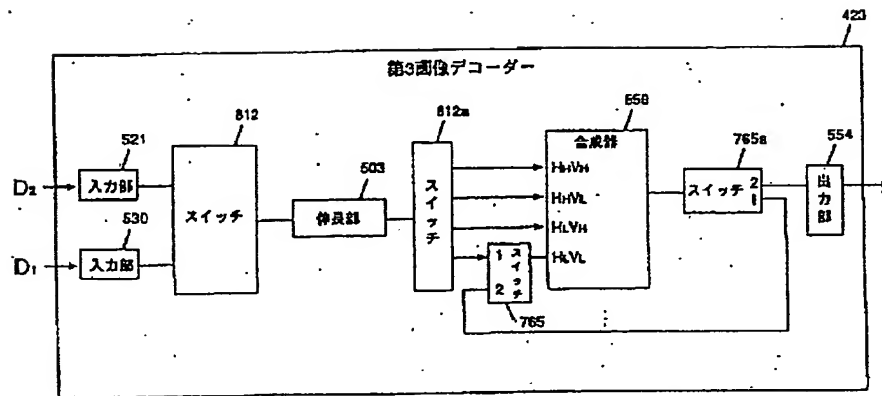 423
第3画像デコーダー
812
812a
556
521
765a
554
503
合成器
D₂
入力部
HHVH
スイッチ
2
1
出力部
530
スイッチ
伸長部
スイッチ
HHVL
HLVH
D₁
入力部
1
2
スイッチ
HLVL
765